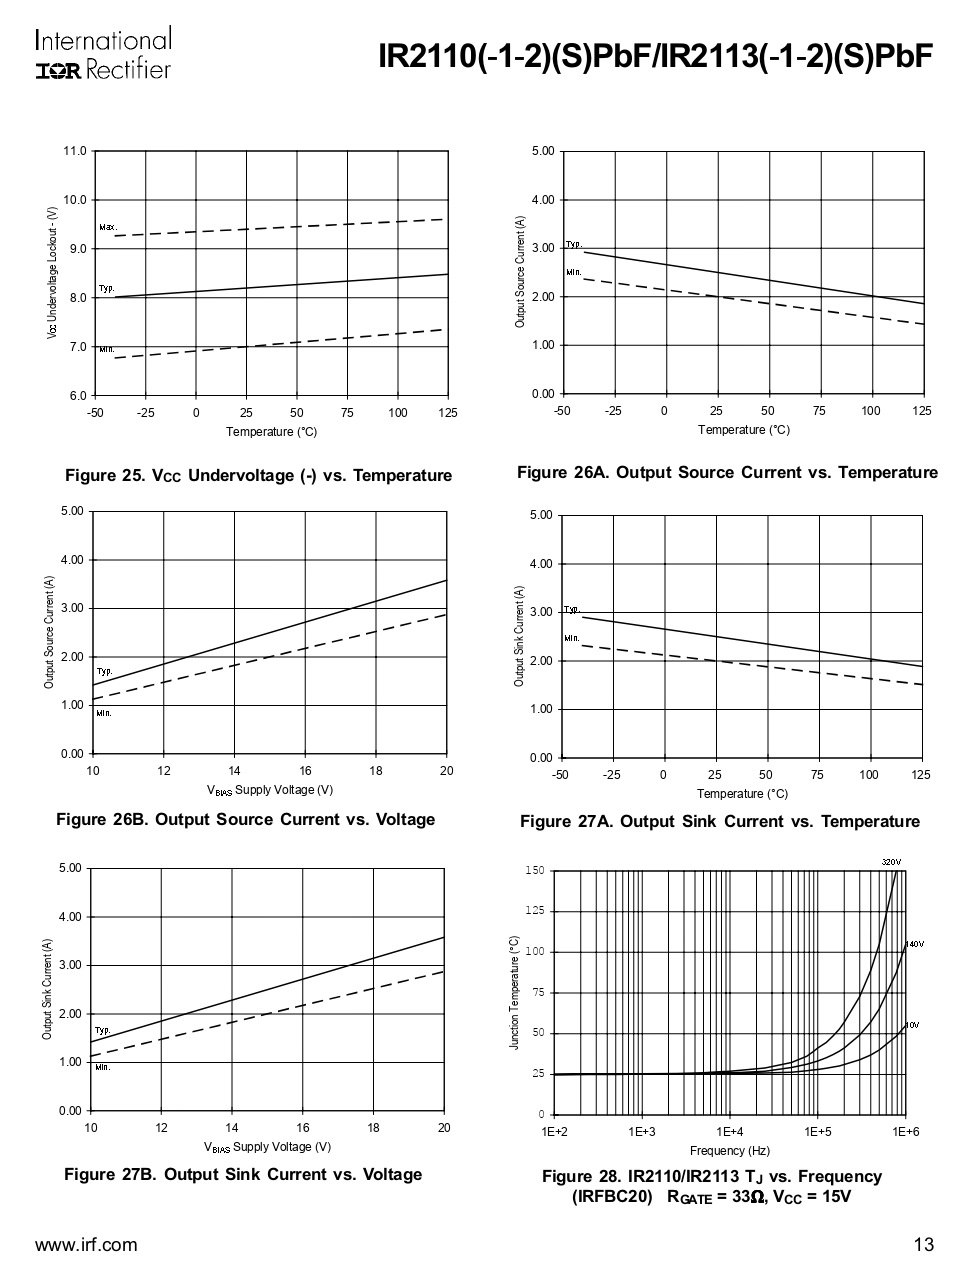 International
IOR Rectifier
IR2110(-1-2)(S)PbF/IR2113(-1-2)(S)PbF
11.0
10.0
9.0
8.0
7.0
6.0
Max.
Typ.
Min.
VCC Undervoltage Lockout - (V)
-50 -25 0 25 50 75 100 125
Temperature (°C)
Figure 25. VCC Undervoltage (-) vs. Temperature
5.00
4.00
3.00
2.00
1.00
0.00
Typ.
Min.
Output Source Current (A)
-50 -25 0 25 50 75 100 125
Temperature (°C)
Figure 26A. Output Source Current vs. Temperature
5.00
4.00
3.00
2.00
1.00
0.00
Typ.
Min.
Output Source Current (A)
10 12 14 16 18 20
VBIAS Supply Voltage (V)
Figure 26B. Output Source Current vs. Voltage
5.00
4.00
3.00
2.00
1.00
0.00
Typ.
Min.
Output Sink Current (A)
-50 -25 0 25 50 75 100 125
Temperature (°C)
Figure 27A. Output Sink Current vs. Temperature
5.00
4.00
3.00
2.00
1.00
0.00
Typ.
Min.
Output Sink Current (A)
10 12 14 16 18 20
VBIAS Supply Voltage (V)
Figure 27B. Output Sink Current vs. Voltage
320V
150
125
100
75
50
25
0
140V
10V
Junction Temperature (°C)
1E+2 1E+3 1E+4 1E+5 1E+6
Frequency (Hz)
Figure 28. IR2110/IR2113 TJ vs. Frequency
(IRFBC20) RGATE = 33Ω, VCC = 15V
www.irf.com
13